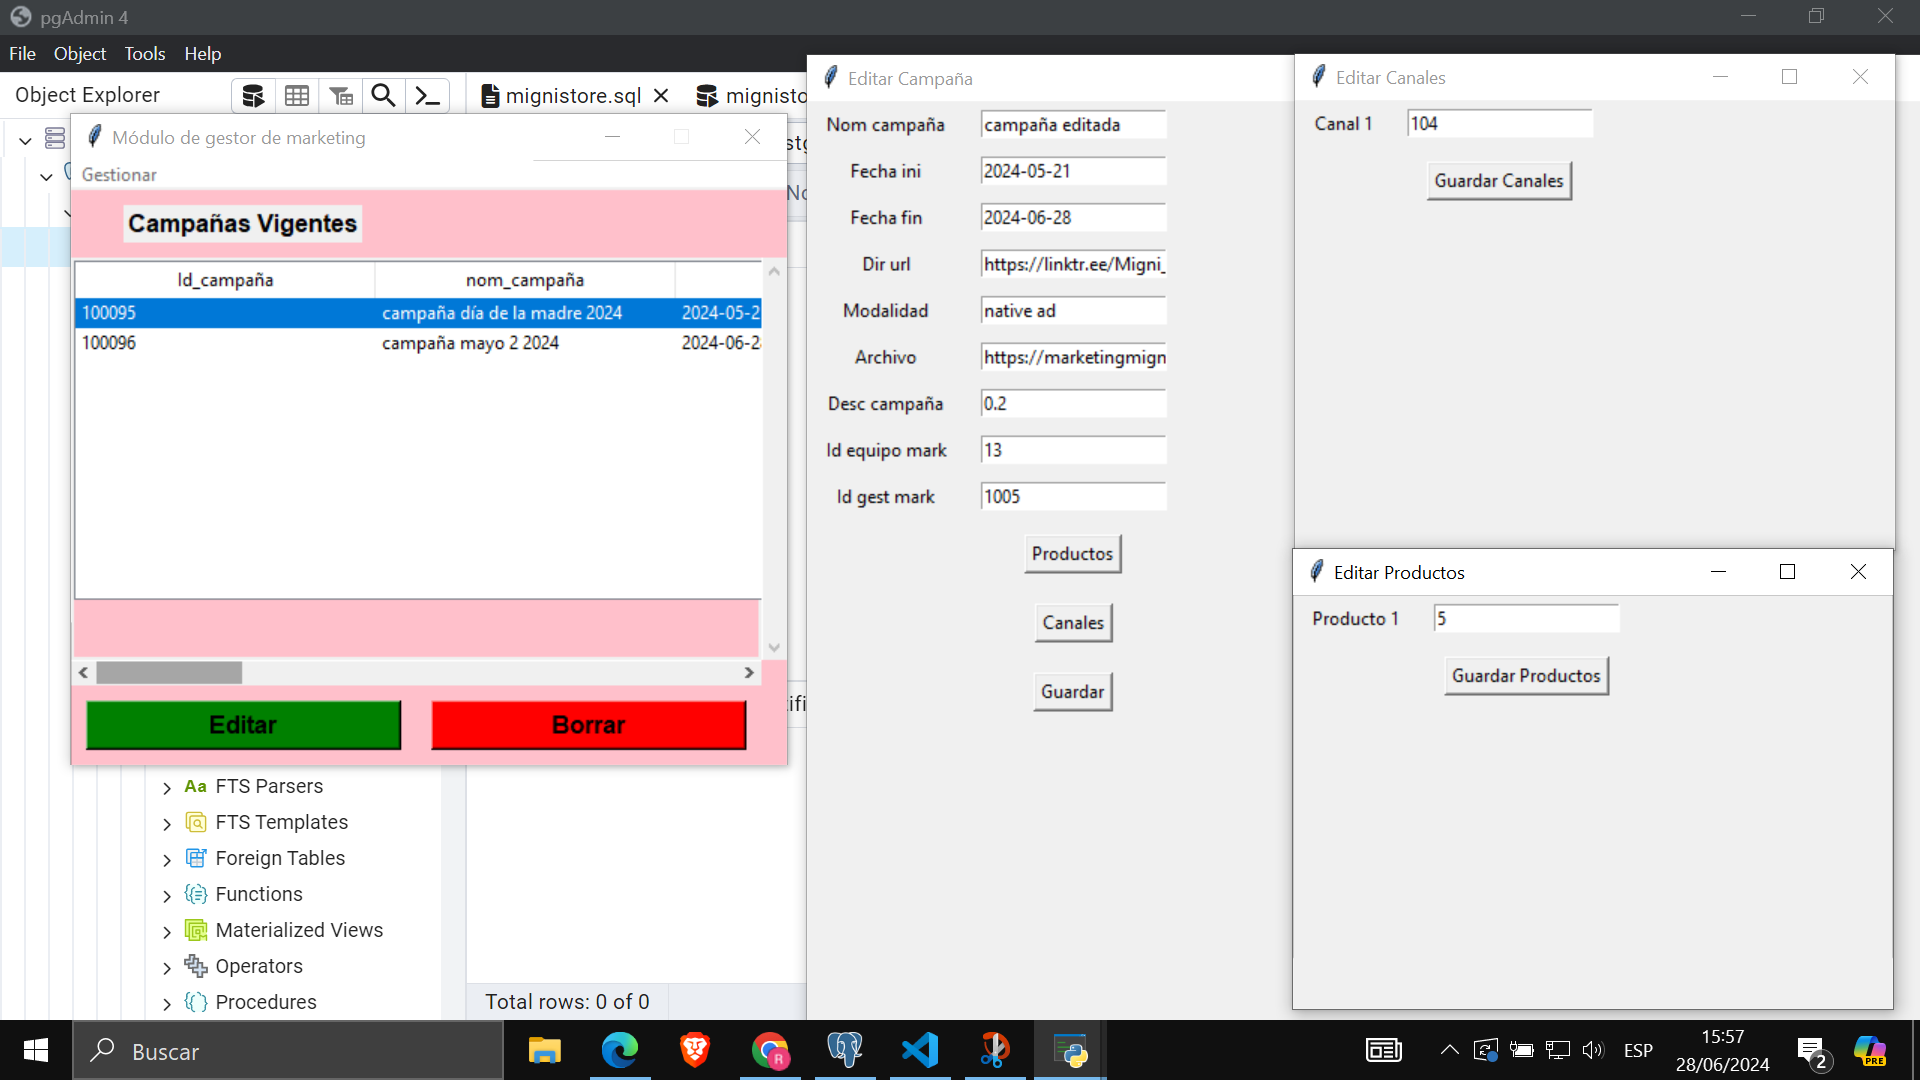 pgAdmin 4
File Object Tools Help
Object Explorer
mignistore.sql
mignisto
Módulo de gestor de marketing
Gestionar
Campañas Vigentes
Id_campaña nom_campaña
100095 campaña día de la madre 2024 2024-05-2
100096 campaña mayo 2 2024 2024-06-2
Editar Borrar
FTS Parsers
FTS Templates
Foreign Tables
Functions
Materialized Views
Operators
Procedures
Total rows: 0 of 0
Editar Campaña
Nom campaña campaña editada
Fecha ini 2024-05-21
Fecha fin 2024-06-28
Dir url https://linktr.ee/Migni_
Modalidad native ad
Archivo https://marketingmign
Desc campaña 0.2
Id equipo mark 13
Id gest mark 1005
Productos
Canales
Guardar
Editar Canales
Canal 1 104
Guardar Canales
Editar Productos
Producto 1 5
Guardar Productos
Buscar
ESP
15:57
28/06/2024
2
PRE